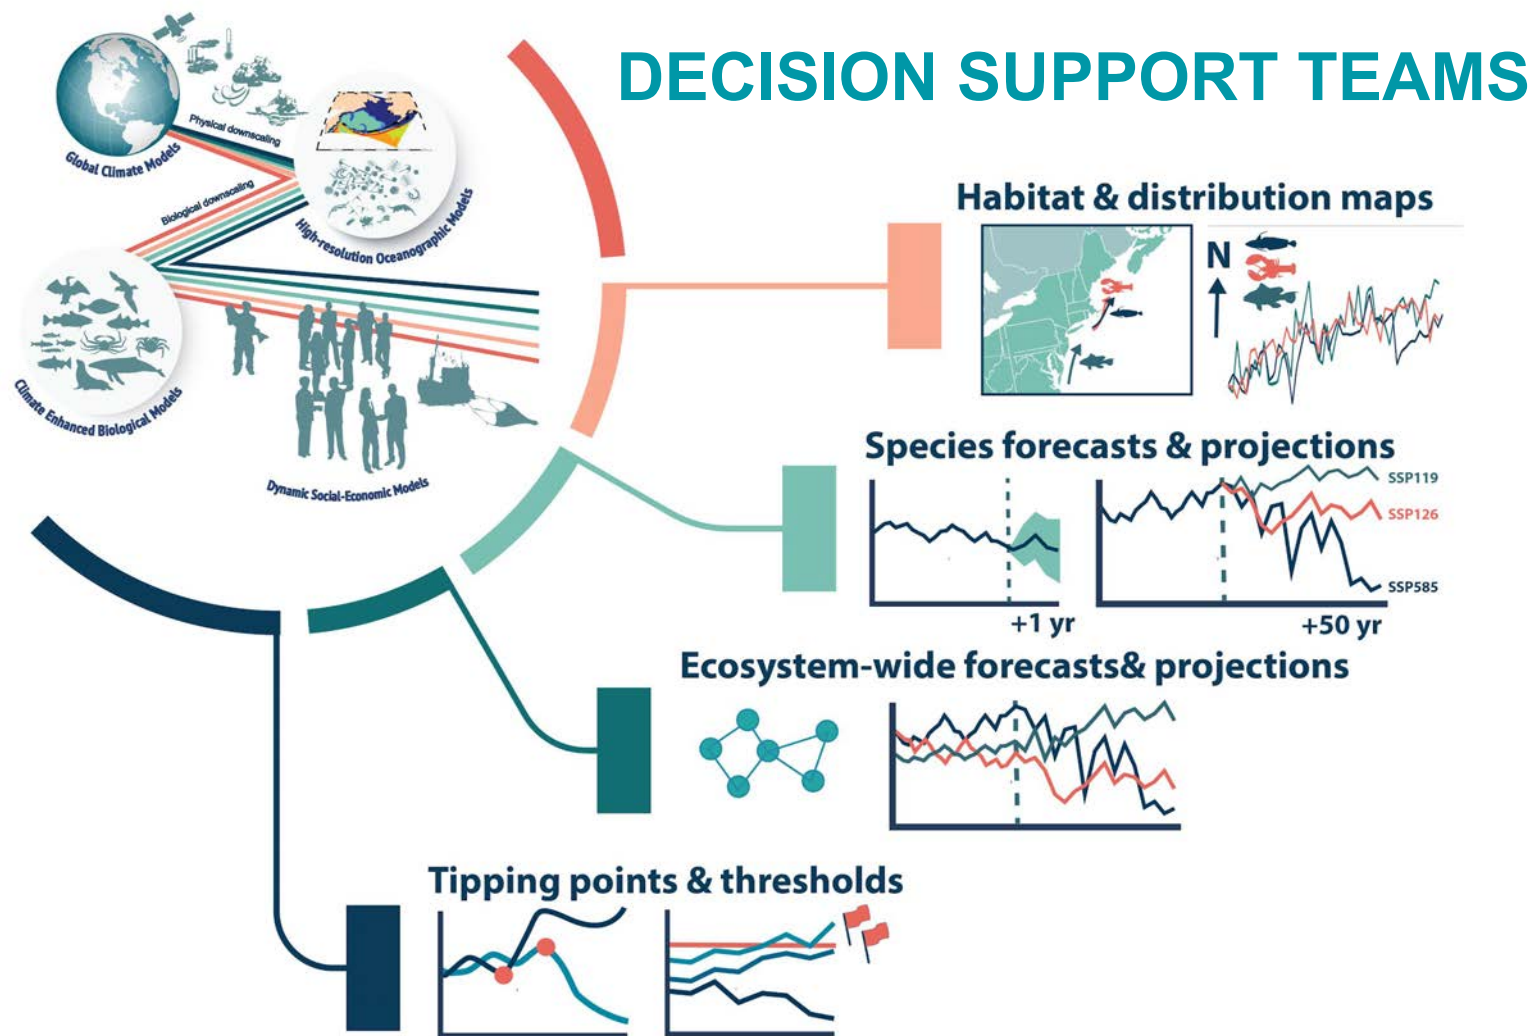 DECISION SUPPORT TEAMS
Physical downscaling
Global Climate Models
Biological downscaling
High-resolution Oceanographic Models
Climate Enhanced Biological Models
Dynamic Social-Economic Models
Habitat & distribution maps
N
Species forecasts & projections
SSP119
SSP126
SSP585
+1 yr
+50 yr
Ecosystem-wide forecasts& projections
Tipping points & thresholds